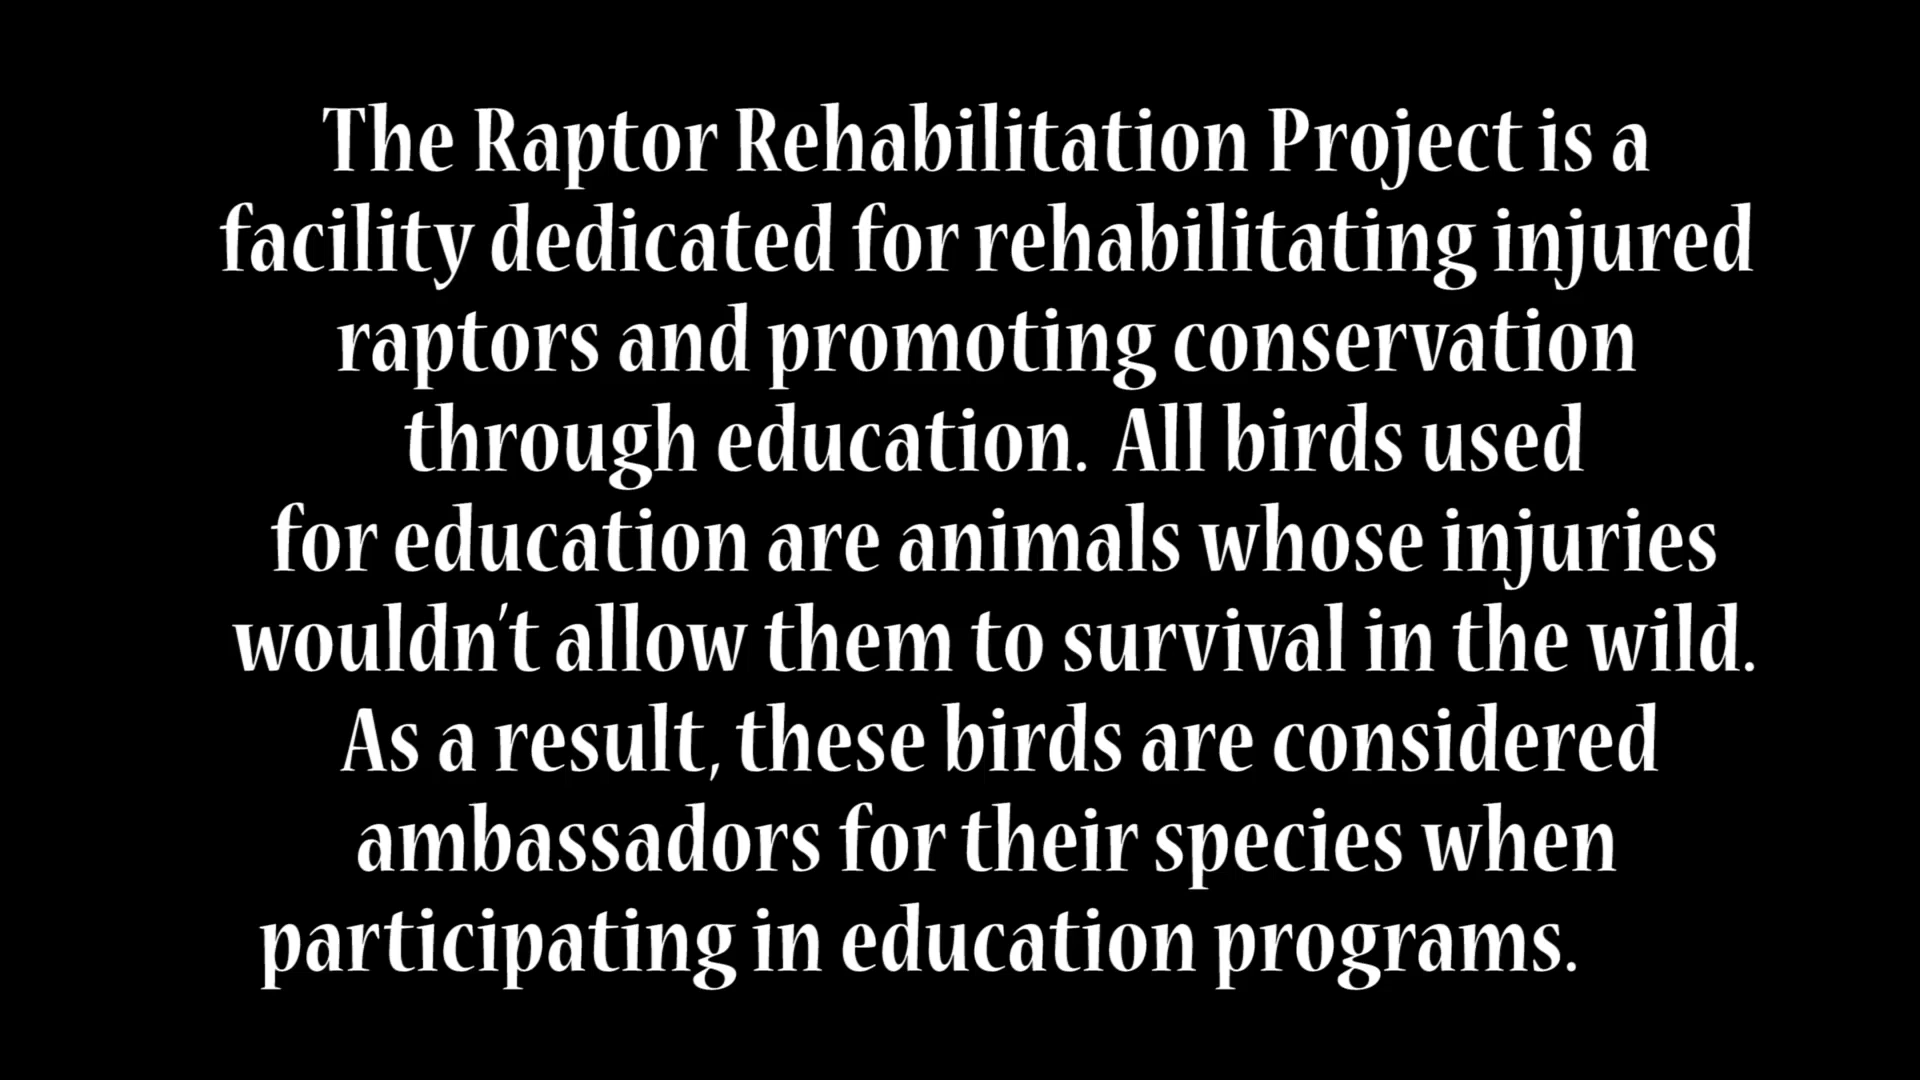 The Raptor Rehabilitation Project is a
facility dedicated for rehabilitating injured
raptors and promoting conservation
through education.  All birds used
for education are animals whose injuries
wouldn't allow them to survival in the wild.
As a result, these birds are considered
ambassadors for their species when
participating in education programs.